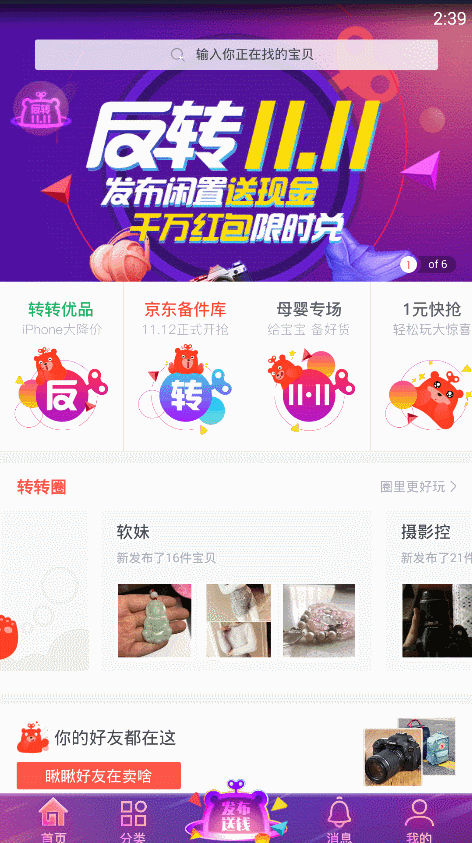 2:39
输入你正在找的宝贝
反转
11.11
反转11.11
发布闲置送现金
千万红包限时兑
1 of 6
转转优品
iPhone大降价
反
京东备件库
11.12正式开抢
转
母婴专场
给宝宝 备好货
11·11
1元快抢
轻松玩大惊喜
转转圈
圈里更好玩
软妹
新发布了16件宝贝
摄影控
新发布了21件
你的好友都在这
瞅瞅好友在卖啥
首页
分类
发布
送钱
消息
我的